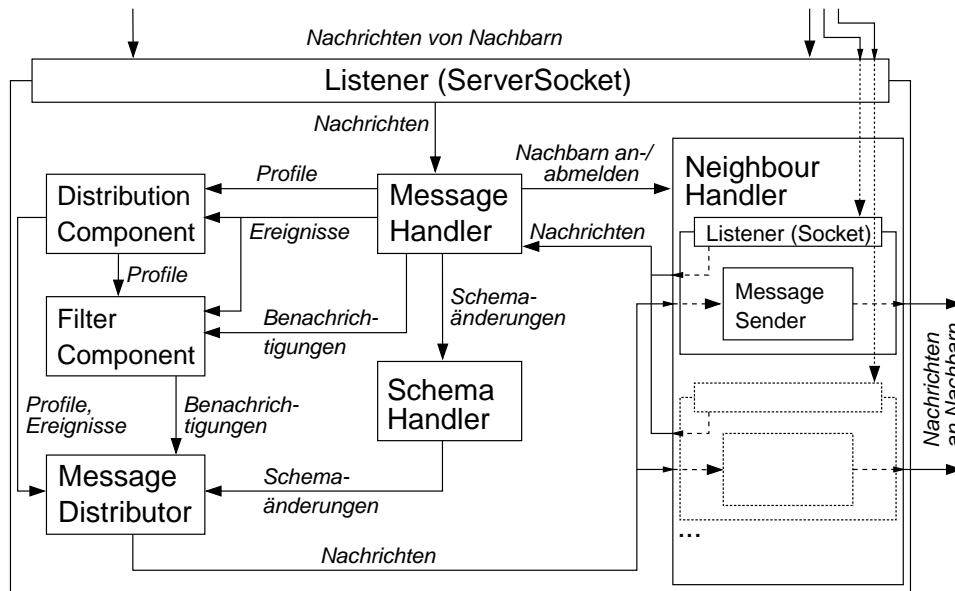 Nachrichten von Nachbarn
Listener (ServerSocket)
Nachrichten
Nachbarn an-/
abmelden
Neighbour
Handler
Profile
Distribution
Component
Message
Handler
Ereignisse
Nachrichten
Listener (Socket)
Profile
Schema-
änderungen
Message
Sender
Filter
Component
Benachrich-
tigungen
Schema
Handler
Nachrichten
an Nachbarn
Profile,
Ereignisse
Benachrich-
tigungen
Message
Distributor
Schema-
änderungen
...
Nachrichten